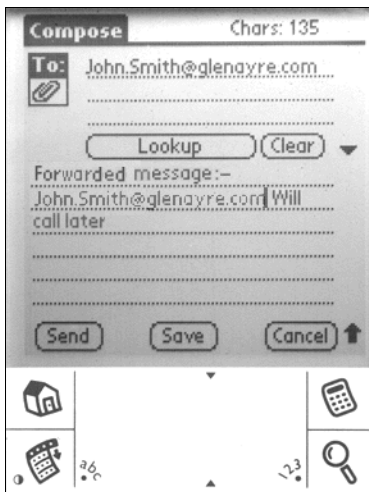 Compose Chars: 135
To: John.Smith@glenayre.com
Lookup Clear
Forwarded message:-
John.Smith@glenayre.com Will
call later
Send Save Cancel
abc 123